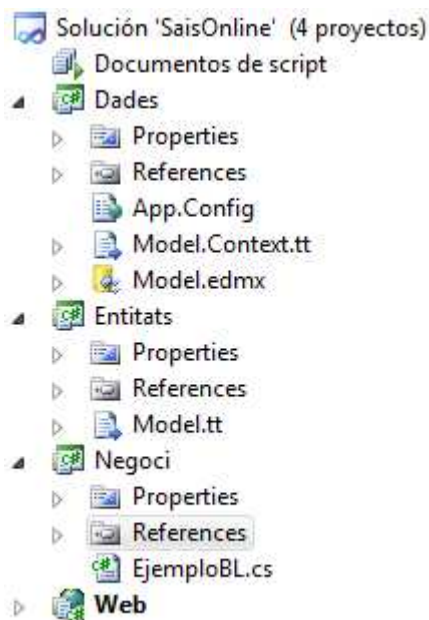 Solución 'SaisOnline' (4 proyectos)
Documentos de script
Dades
Properties
References
App.Config
Model.Context.tt
Model.edmx
Entitats
Properties
References
Model.tt
Negoci
Properties
References
EjemploBL.cs
Web